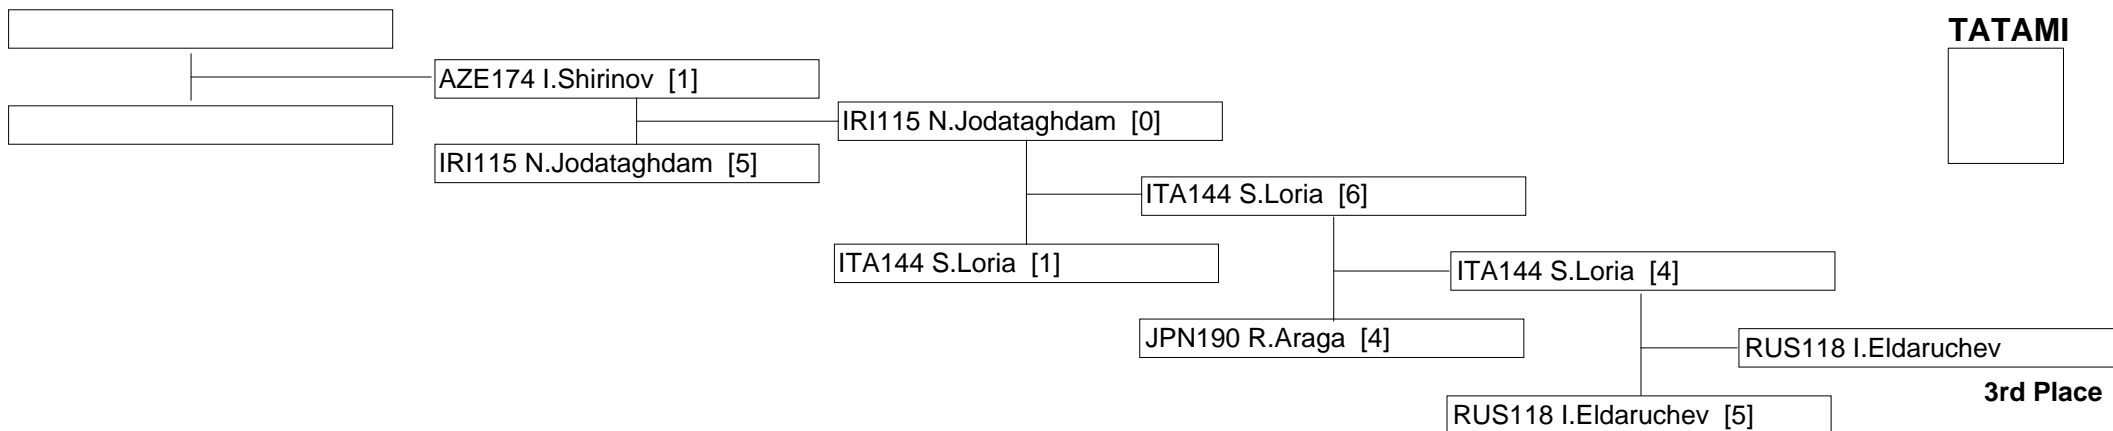 TATAMI
AZE174 I.Shirinov [1]
IRI115 N.Jodataghdam [0]
IRI115 N.Jodataghdam [5]
ITA144 S.Loria [6]
ITA144 S.Loria [1]
ITA144 S.Loria [4]
JPN190 R.Araga [4]
RUS118 I.Eldaruchev
3rd Place
RUS118 I.Eldaruchev [5]